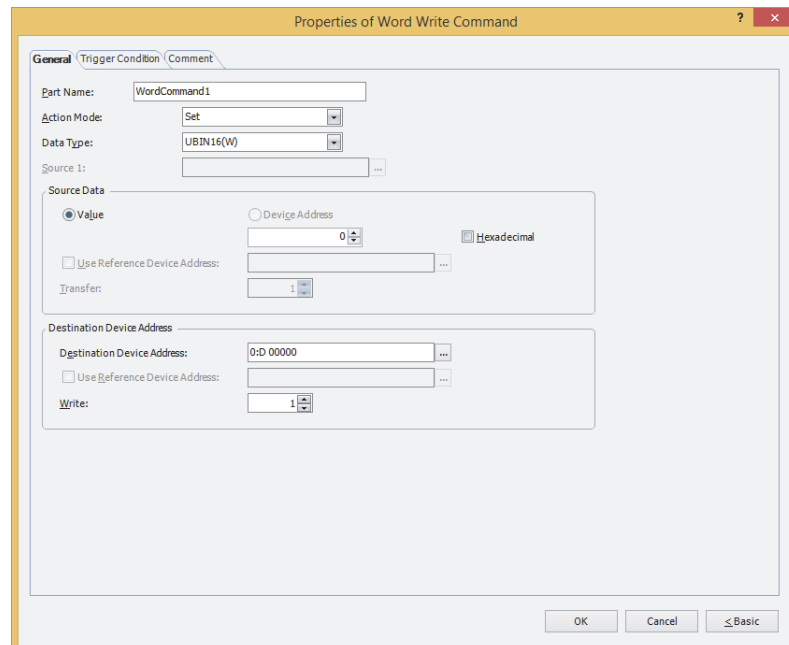 Properties of Word Write Command
? ×
General Trigger Condition Comment
Part Name: WordCommand1
Action Mode: Set
Data Type: UBIN16(W)
Source 1: ...
Source Data
Value Device Address
0 Hexadecimal
Use Reference Device Address: ...
Transfer: 1
Destination Device Address
Destination Device Address: 0:D 00000 ...
Use Reference Device Address: ...
Write: 1
OK Cancel < Basic